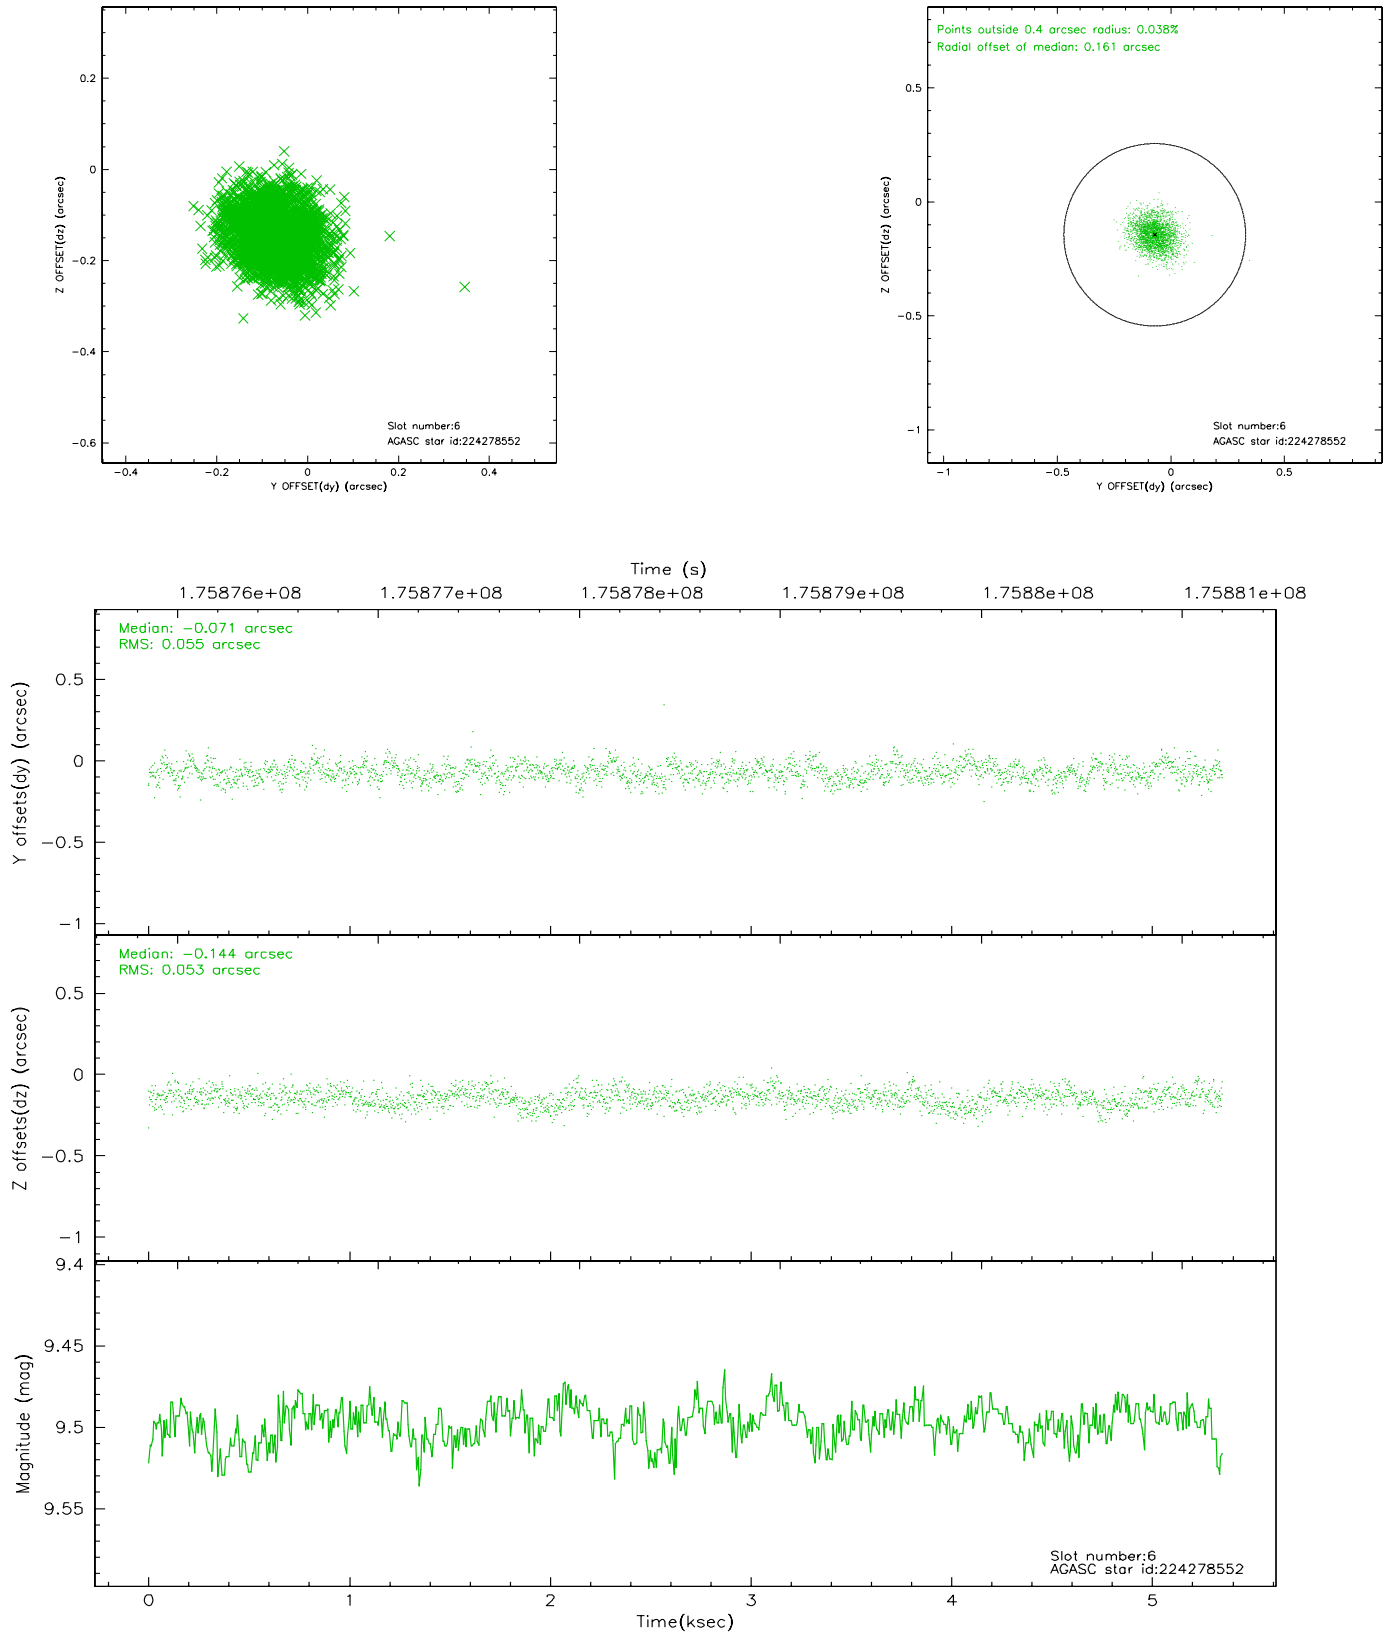 0.2
0
−0.2
−0.4
−0.6
Z OFFSET(dz) (arcsec)
Slot number:6
AGASC star id:224278552
−0.4 −0.2 0 0.2 0.4
Y OFFSET(dy) (arcsec)
Points outside 0.4 arcsec radius: 0.038%
Radial offset of median: 0.161 arcsec
0.5
0
−0.5
−1
Z OFFSET(dz) (arcsec)
Slot number:6
AGASC star id:224278552
−1 −0.5 0 0.5
Y OFFSET(dy) (arcsec)
Time (s)
1.75876e+08 1.75877e+08 1.75878e+08 1.75879e+08 1.7588e+08 1.75881e+08
Median: −0.071 arcsec
RMS: 0.055 arcsec
0.5
0
−0.5
−1
Y offsets(dy) (arcsec)
Median: −0.144 arcsec
RMS: 0.053 arcsec
0.5
0
−0.5
−1
Z offsets(dz) (arcsec)
9.4
9.45
9.5
9.55
Magnitude (mag)
Slot number:6
AGASC star id:224278552
0 1 2 3 4 5
Time(ksec)